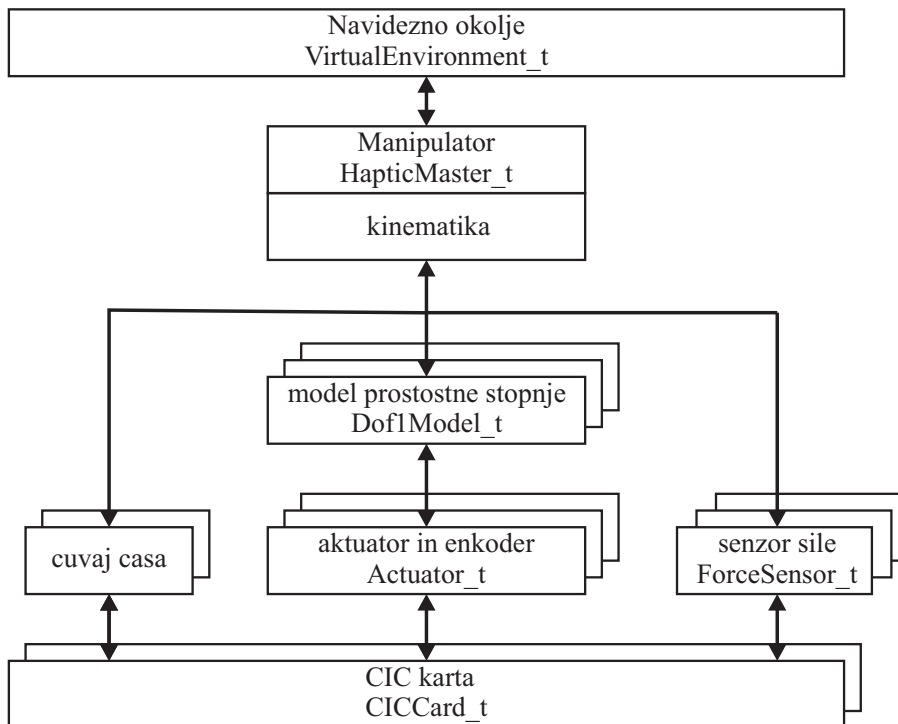 Navidezno okolje
VirtualEnvironment_t
Manipulator
HapticMaster_t
kinematika
model prostostne stopnje
Dof1Model_t
cuvaj casa
aktuator in enkoder
Actuator_t
senzor sile
ForceSensor_t
CIC karta
CICCard_t